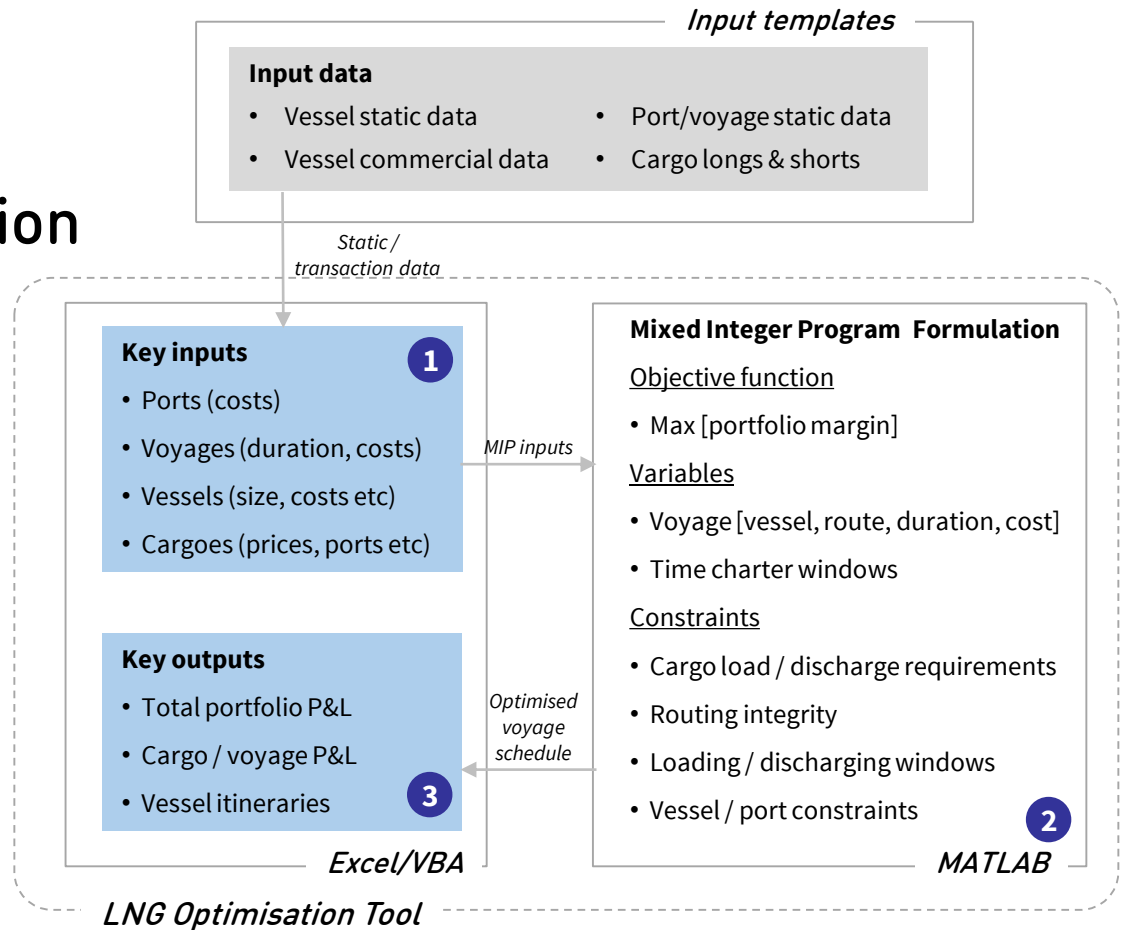 Input templates
Input data
• Vessel static data
• Vessel commercial data
• Port/voyage static data
• Cargo longs & shorts
ion
Static /
transaction data
Key inputs
1
• Ports (costs)
• Voyages (duration, costs)
• Vessels (size, costs etc)
• Cargoes (prices, ports etc)
MIP inputs
Mixed Integer Program Formulation
Objective function
• Max [portfolio margin]
Variables
• Voyage [vessel, route, duration, cost]
• Time charter windows
Constraints
• Cargo load / discharge requirements
• Routing integrity
• Loading / discharging windows
• Vessel / port constraints
2
MATLAB
Optimised
voyage
schedule
Key outputs
• Total portfolio P&L
• Cargo / voyage P&L
• Vessel itineraries
3
Excel/VBA
LNG Optimisation Tool